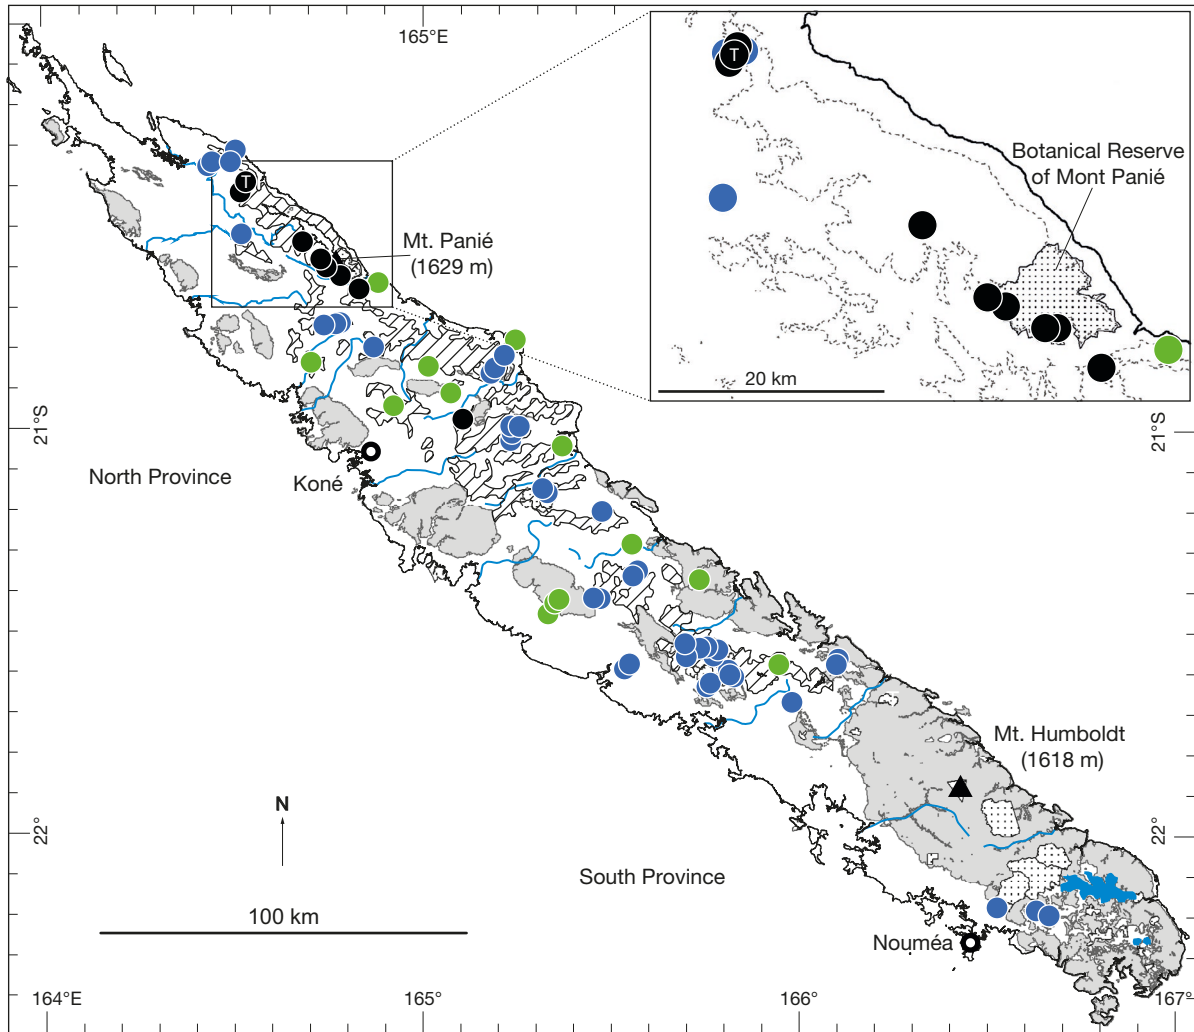 165°E
T
Botanical Reserve
of Mont Panié
20 km
T
Mt. Panié
(1629 m)
21°S
21°S
North Province
Koné
Mt. Humboldt
(1618 m)
N
22°
22°
South Province
100 km
Nouméa
164°E
165°
166°
167°